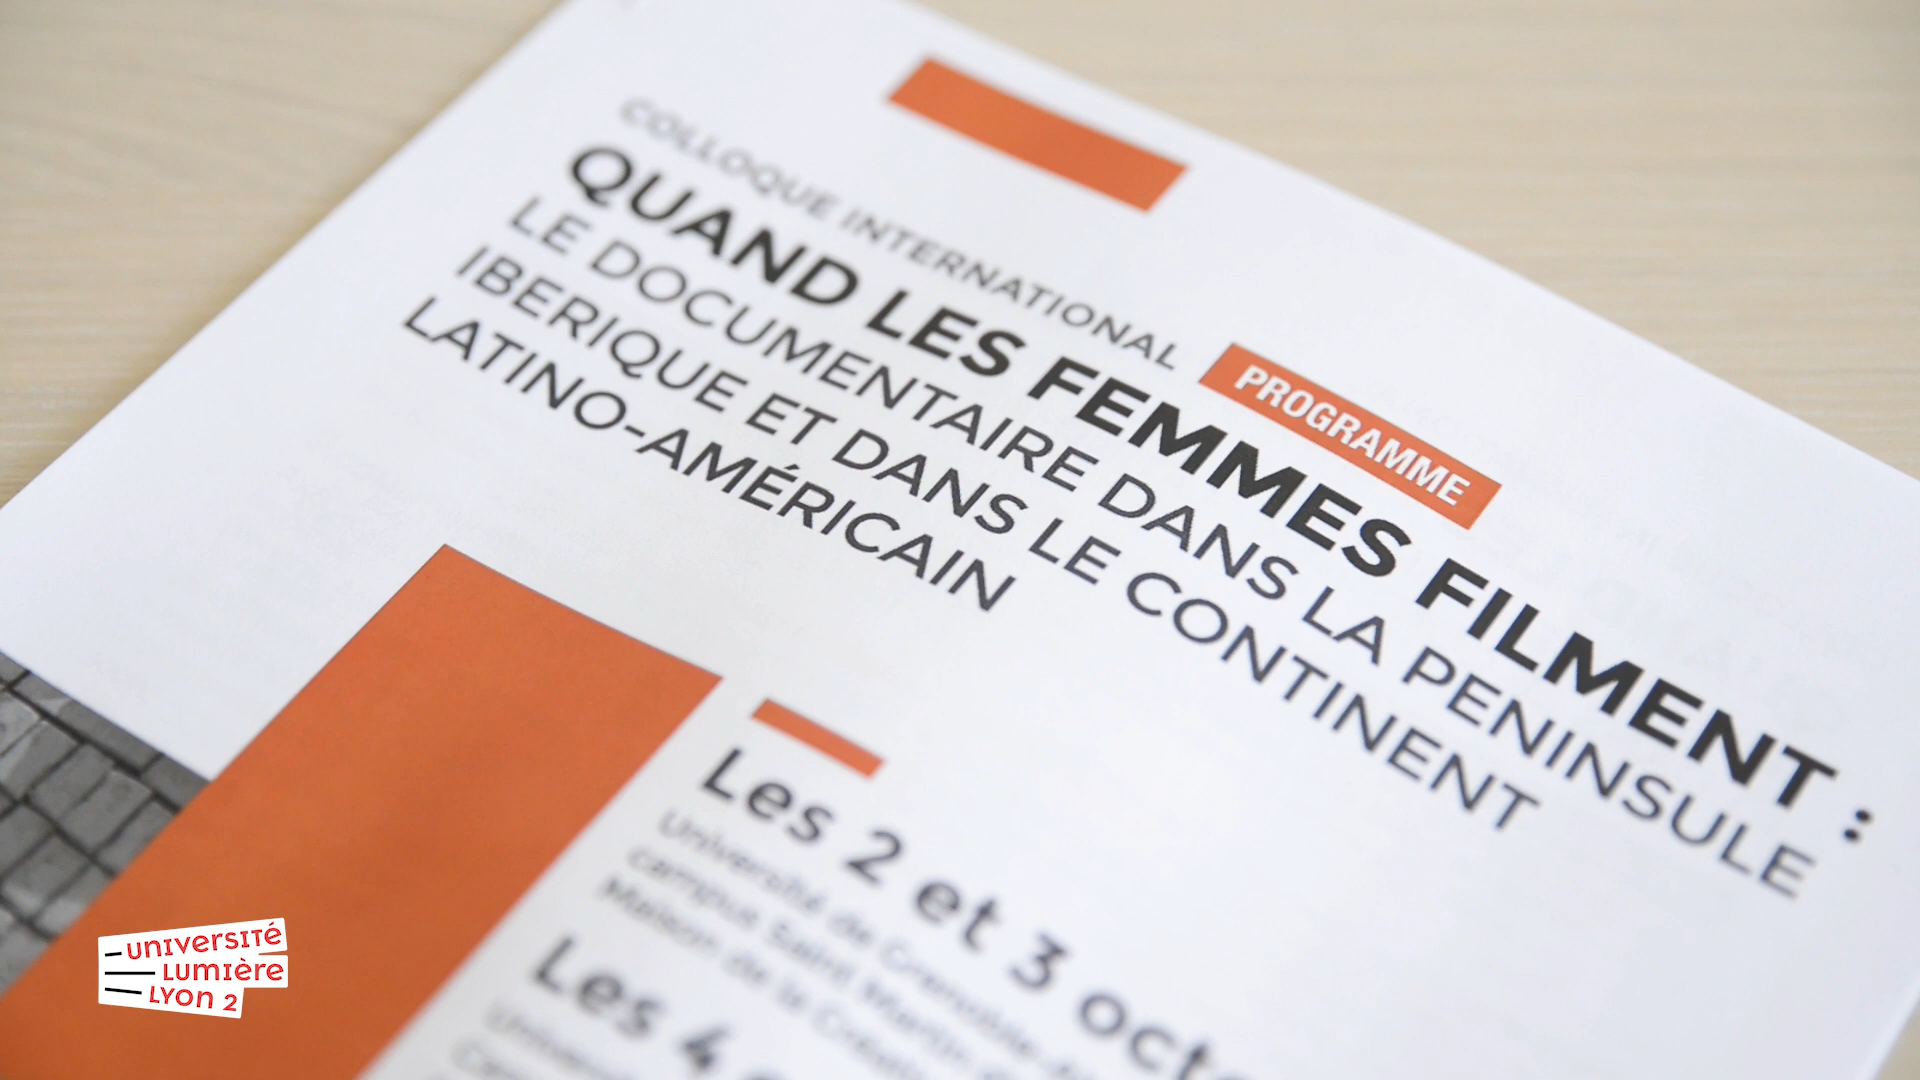 COLLOQUE INTERNATIONAL
PROGRAMME
QUAND LES FEMMES FILMENT :
LE DOCUMENTAIRE DANS LA PENINSULE
IBERIQUE ET DANS LE CONTINENT
LATINO-AMÉRICAIN
Les 2 et 3 octo
Université de Grenoble
campus Saint Martin d
Maison de la Création
Les 4
université
Lumière
Lyon 2